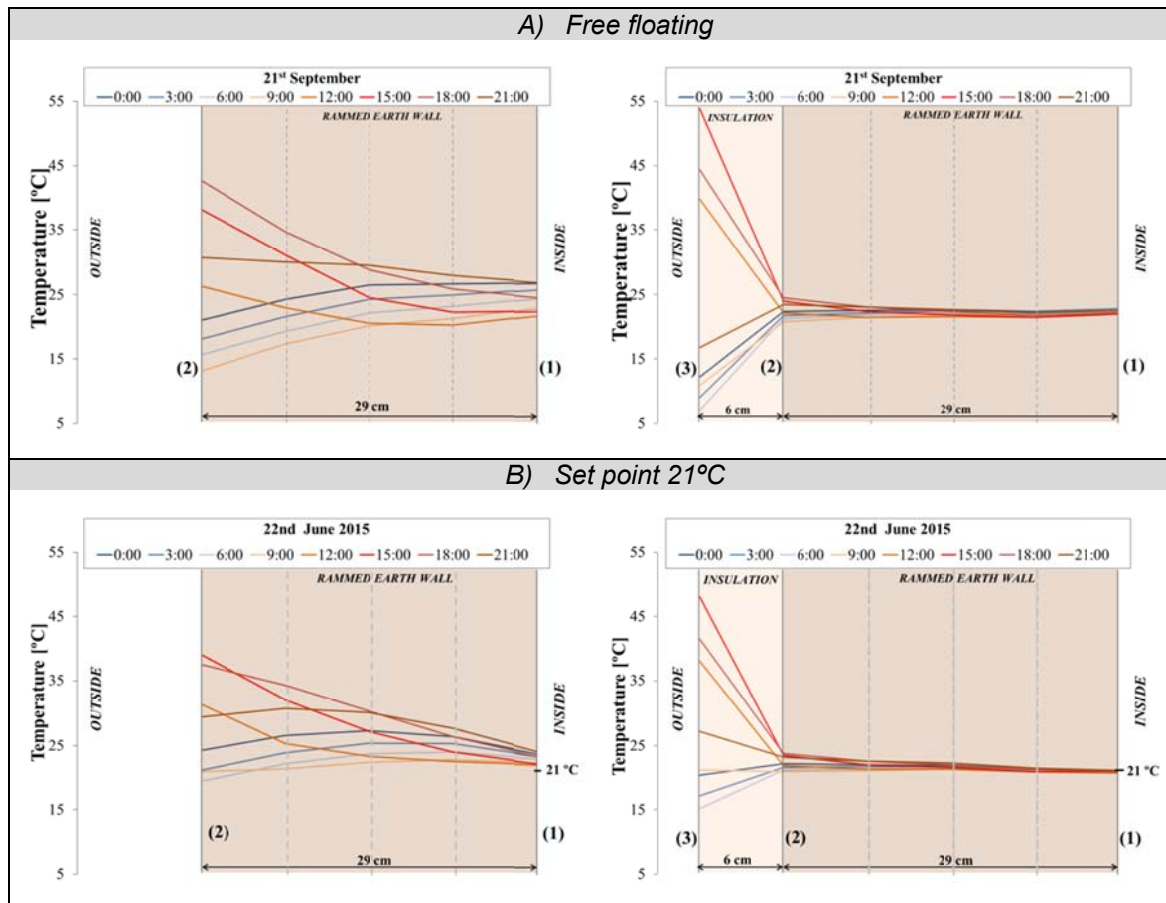 A) Free floating
21st September
0:00 3:00 6:00 9:00 12:00 15:00 18:00 21:00
RAMMED EARTH WALL
55
45
35
25
15
5
Temperature [ºC]
OUTSIDE
INSIDE
(2)
(1)
29 cm
21st September
0:00 3:00 6:00 9:00 12:00 15:00 18:00 21:00
INSULATION RAMMED EARTH WALL
55
45
35
25
15
5
Temperature [ºC]
OUTSIDE
INSIDE
(3)
(2)
(1)
6 cm
29 cm
B) Set point 21ºC
22nd June 2015
0:00 3:00 6:00 9:00 12:00 15:00 18:00 21:00
RAMMED EARTH WALL
55
45
35
25
15
5
Temperature [ºC]
OUTSIDE
INSIDE
21 ºC
(2)
(1)
29 cm
22nd June 2015
0:00 3:00 6:00 9:00 12:00 15:00 18:00 21:00
INSULATION RAMMED EARTH WALL
55
45
35
25
15
5
Temperature [ºC]
OUTSIDE
INSIDE
21 ºC
(3)
(2)
(1)
6 cm
29 cm